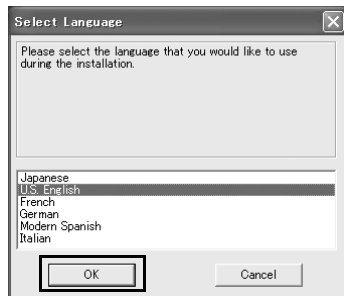 Select Language
Please select the language that you would like to use
during the installation.
Japanese
U.S. English
French
German
Modern Spanish
Italian
OK
Cancel